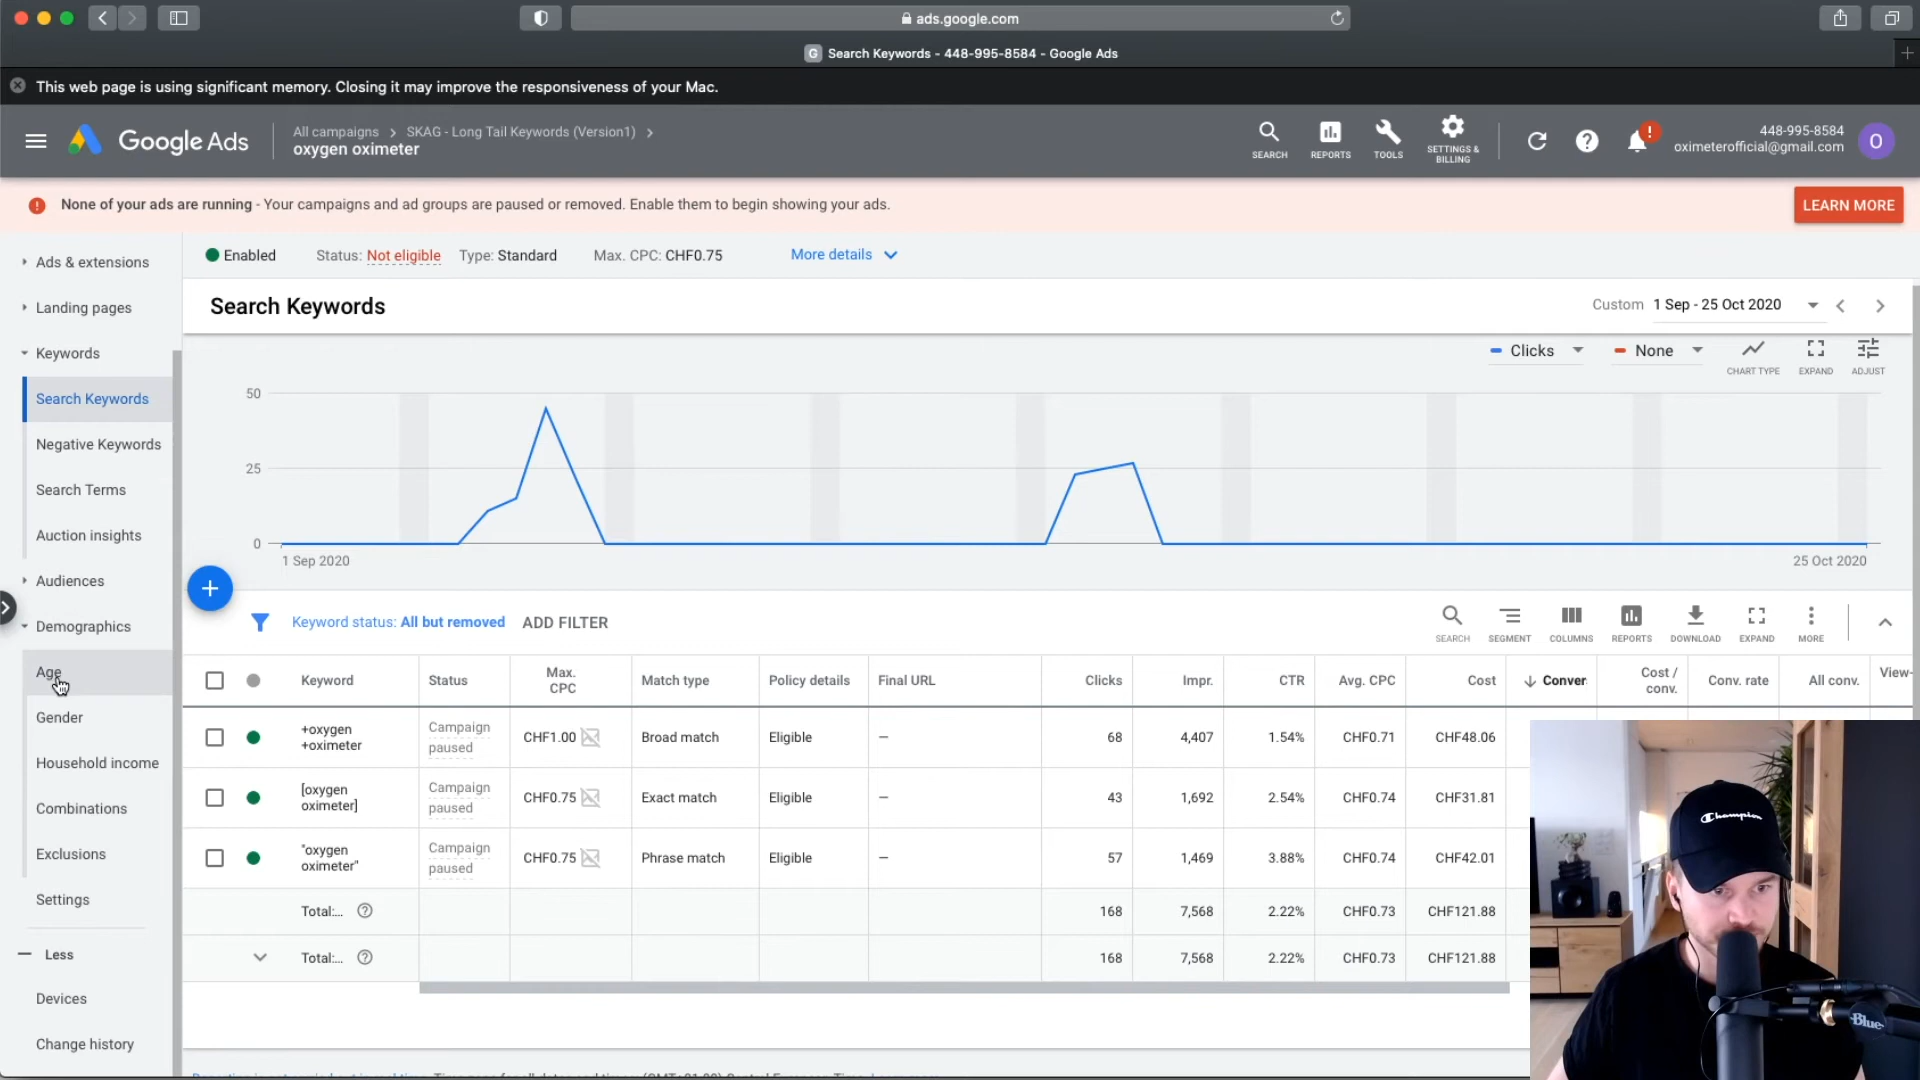 ads.google.com
G Search Keywords - 448-995-8584 - Google Ads
This web page is using significant memory. Closing it may improve the responsiveness of your Mac.
Google Ads
All campaigns > SKAG - Long Tail Keywords (Version1) >
oxygen oximeter
SEARCH
REPORTS
TOOLS
SETTINGS &
BILLING
!
448-995-8584
oximeterofficial@gmail.com
O
None of your ads are running - Your campaigns and ad groups are paused or removed. Enable them to begin showing your ads.
LEARN MORE
Ads & extensions
Landing pages
Keywords
Search Keywords
Negative Keywords
Search Terms
Auction insights
Audiences
Demographics
Age
Gender
Household income
Combinations
Exclusions
Settings
Less
Devices
Change history
Enabled Status: Not eligible Type: Standard Max. CPC: CHF0.75 More details
Search Keywords
Custom 1 Sep - 25 Oct 2020
Clicks
None
CHART TYPE
EXPAND
ADJUST
50
25
0
1 Sep 2020
25 Oct 2020
Keyword status: All but removed ADD FILTER
SEARCH
SEGMENT
COLUMNS
REPORTS
DOWNLOAD
EXPAND
MORE
Keyword Status Max. CPC Match type Policy details Final URL Clicks Impr. CTR Avg. CPC Cost Conver Cost / conv. Conv. rate All conv. View-
+oxygen +oximeter Campaign paused CHF1.00 Broad match Eligible — 68 4,407 1.54% CHF0.71 CHF48.06
[oxygen oximeter] Campaign paused CHF0.75 Exact match Eligible — 43 1,692 2.54% CHF0.74 CHF31.81
"oxygen oximeter" Campaign paused CHF0.75 Phrase match Eligible — 57 1,469 3.88% CHF0.74 CHF42.01
Total:... 168 7,568 2.22% CHF0.73 CHF121.88
Total:... 168 7,568 2.22% CHF0.73 CHF121.88
Champion
Blue